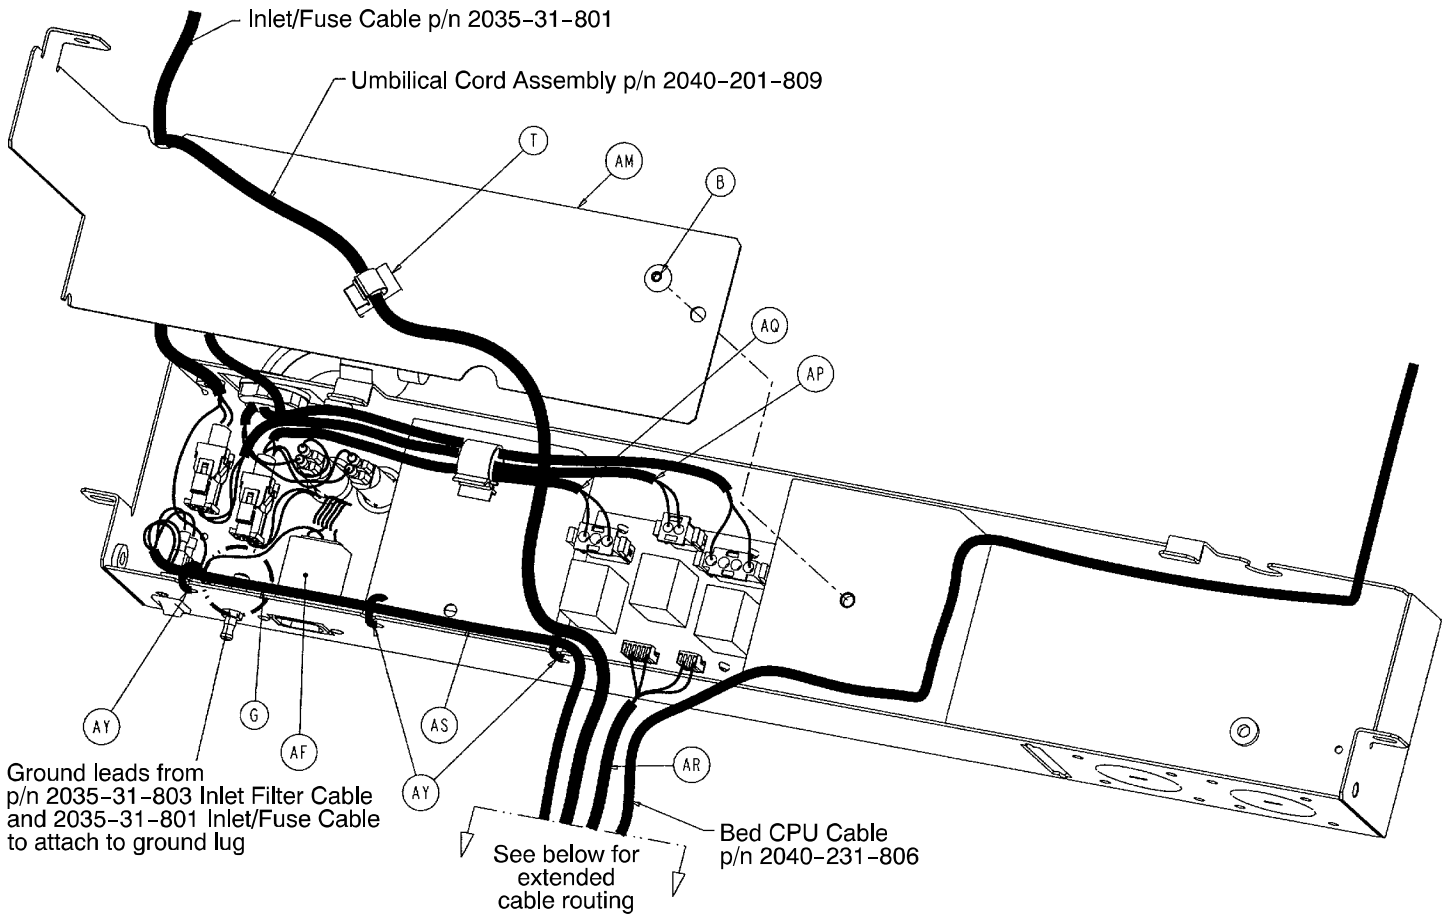 Inlet/Fuse Cable p/n 2035-31-801
Umbilical Cord Assembly p/n 2040-201-809
T
AM
B
AQ
AP
AY
G
AF
AS
AY
AR
Ground leads from
p/n 2035-31-803 Inlet Filter Cable
and 2035-31-801 Inlet/Fuse Cable
to attach to ground lug
See below for
extended
cable routing
Bed CPU Cable
p/n 2040-231-806